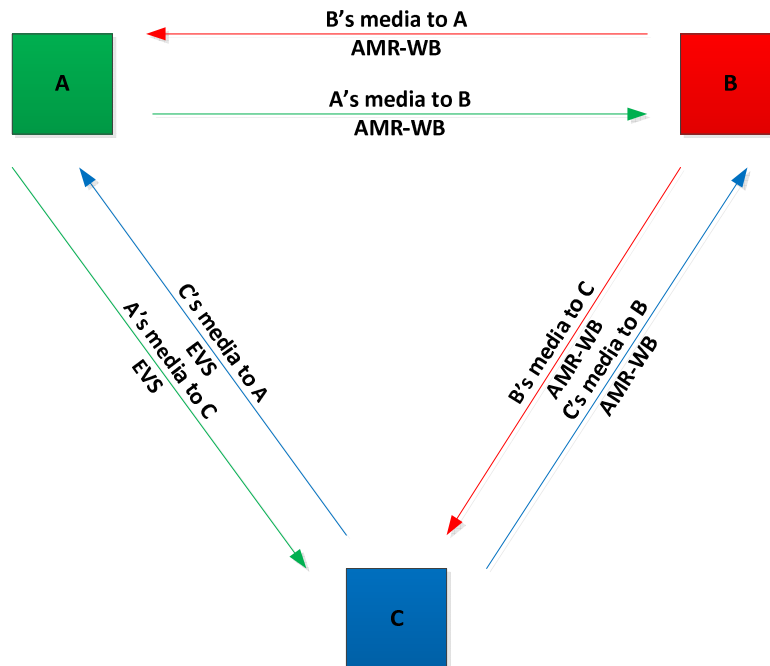 B's media to A
AMR-WB
A
B
A's media to B
AMR-WB
C's media to A
EVS
A's media to C
EVS
B's media to C
AMR-WB
C's media to B
AMR-WB
C